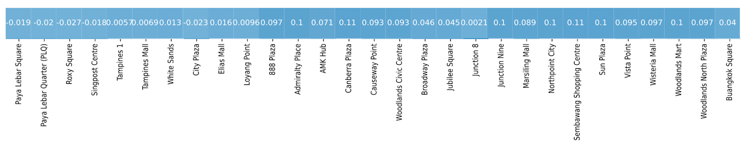 -0.019 -0.02 -0.027 -0.018 0.0057 0.0069 0.013 -0.023 0.016 0.0096 0.097 0.1 0.071 0.11 0.093 0.093 0.046 0.045 0.0021 0.1 0.089 0.1 0.11 0.1 0.095 0.097 0.1 0.097 0.04
Paya Lebar Square
Paya Lebar Quarter (PLQ)
Roxy Square
Singpost Centre
Tampines 1
Tampines Mall
White Sands
City Plaza
Elias Mall
Loyang Point
888 Plaza
Admiralty Place
AMK Hub
Canberra Plaza
Causeway Point
Woodlands Civic Centre
Broadway Plaza
Jubilee Square
Junction 8
Junction Nine
Marsiling Mall
Northpoint City
Sembawang Shopping Centre
Sun Plaza
Vista Point
Wisteria Mall
Woodlands Mart
Woodlands North Plaza
Buangkok Square